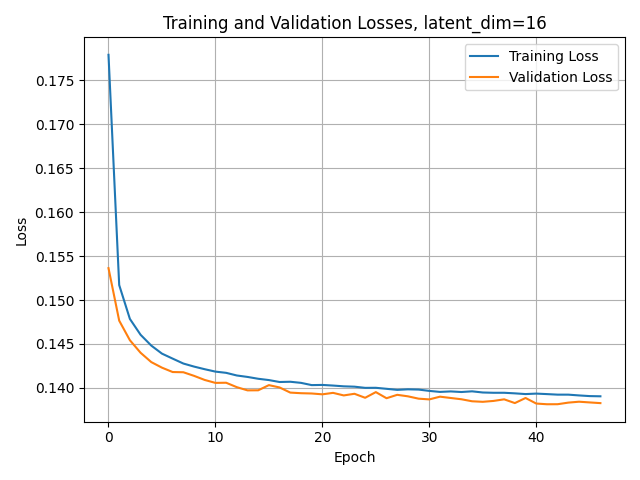 Training and Validation Losses, latent_dim=16
Training Loss
Validation Loss
0.175
0.170
0.165
0.160
0.155
0.150
0.145
0.140
Loss
0 10 20 30 40
Epoch